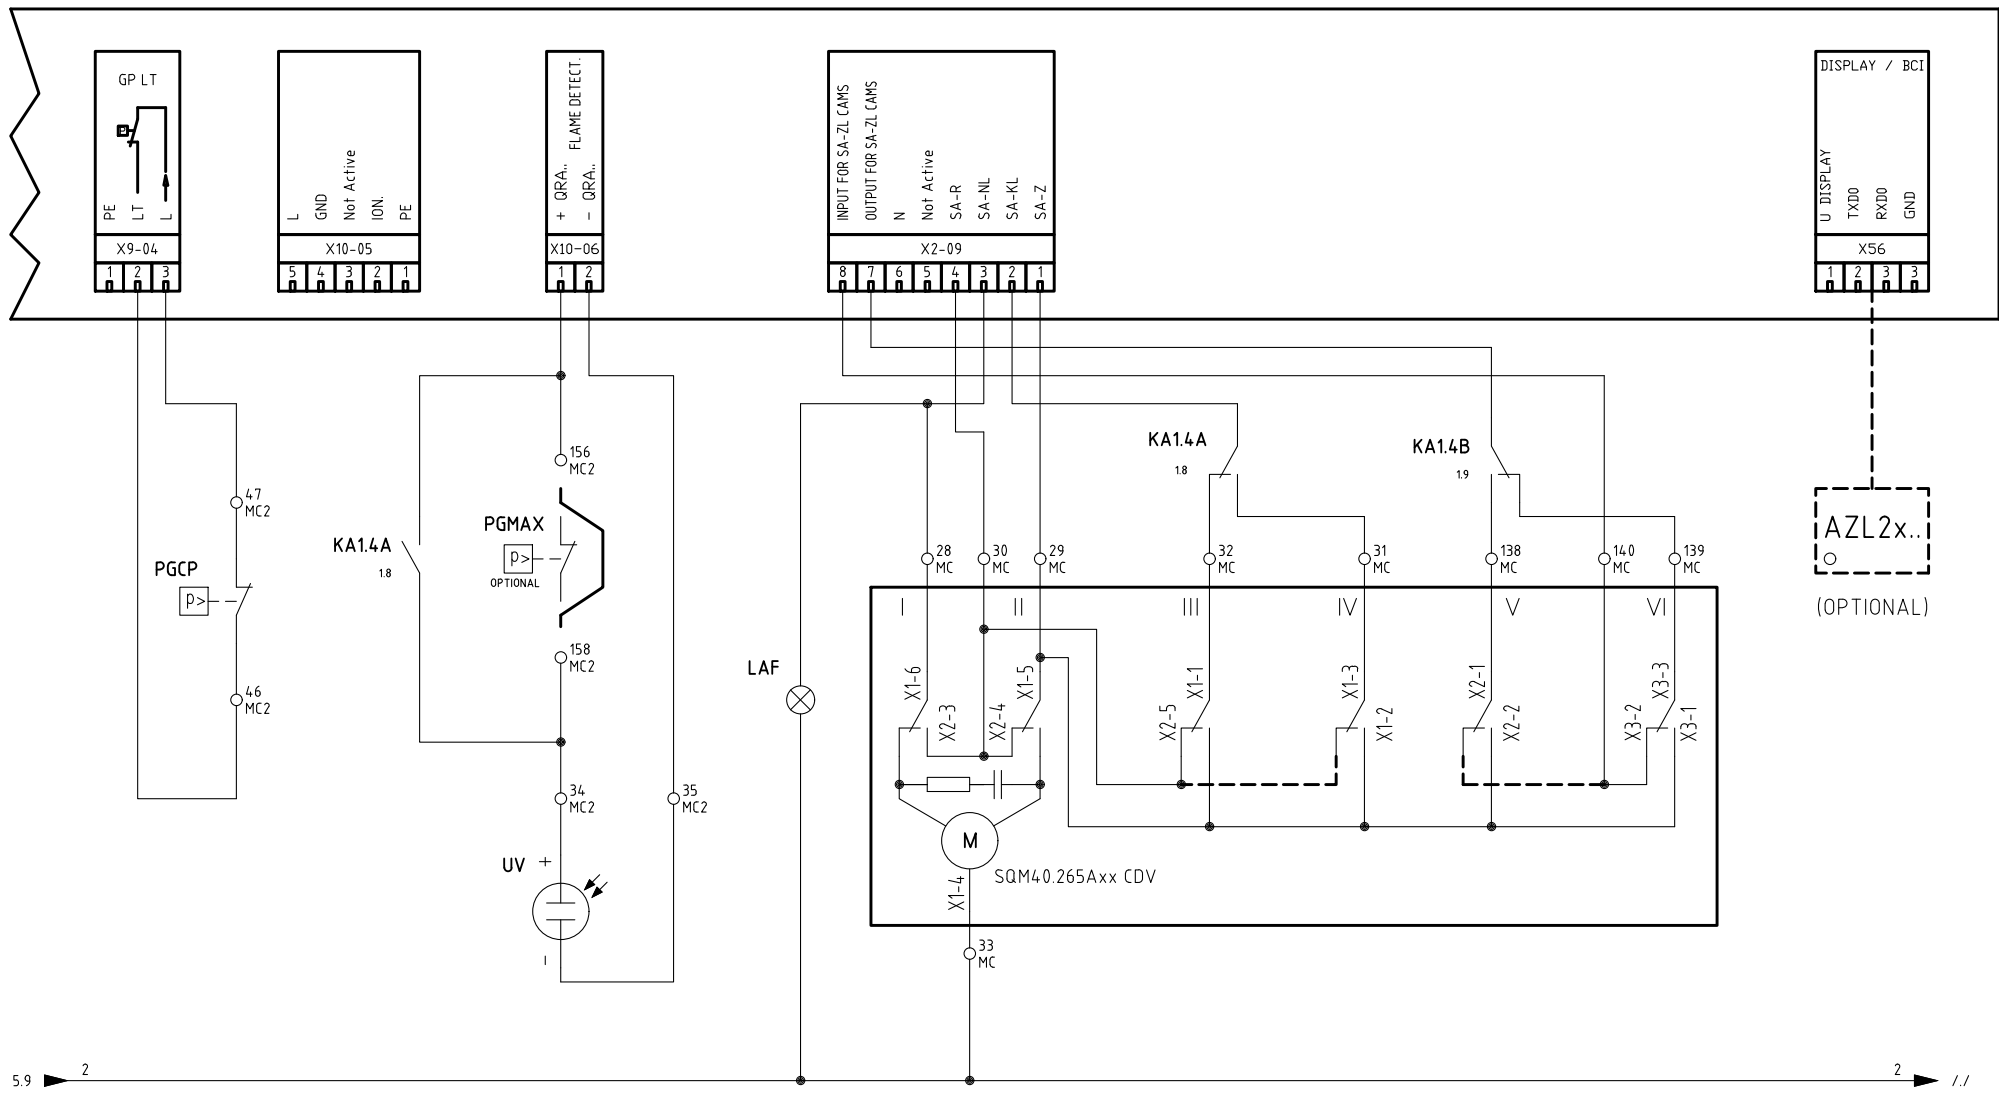 GP LT
PE
LT
L
X9-04
1 2 3
L
GND
Not Active
ION.
PE
X10-05
5 4 3 2 1
+ QRA..
- QRA..
FLAME DETECT.
X10-06
1 2
INPUT FOR SA-ZL CAMS
OUTPUT FOR SA-ZL CAMS
N
Not Active
SA-R
SA-NL
SA-KL
SA-Z
X2-09
8 7 6 5 4 3 2 1
DISPLAY / BCI
U DISPLAY
TXD0
RXD0
GND
X56
1 2 3 3
47
MC2
PGCP
P>
46
MC2
KA1.4A
1.8
156
MC2
PGMAX
P>
OPTIONAL
158
MC2
34
MC2
35
MC2
UV
+
-
LAF
KA1.4A
1.8
KA1.4B
1.9
28
MC
30
MC
29
MC
32
MC
31
MC
138
MC
140
MC
139
MC
I
II
III
IV
V
VI
X1-6
X2-3
X2-4
X1-5
X2-5
X1-1
X1-3
X1-2
X2-1
X2-2
X3-2
X3-3
X3-1
M
SQM40.265Axx CDV
X1-4
33
MC
AZL2x..
(OPTIONAL)
5.9
2
2
/./